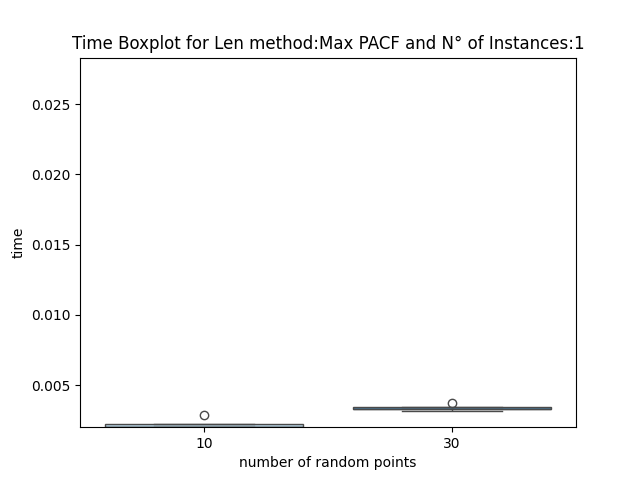 Time Boxplot for Len method:Max PACF and N° of Instances:1
0.025
0.020
0.015
0.010
0.005
time
10 30
number of random points